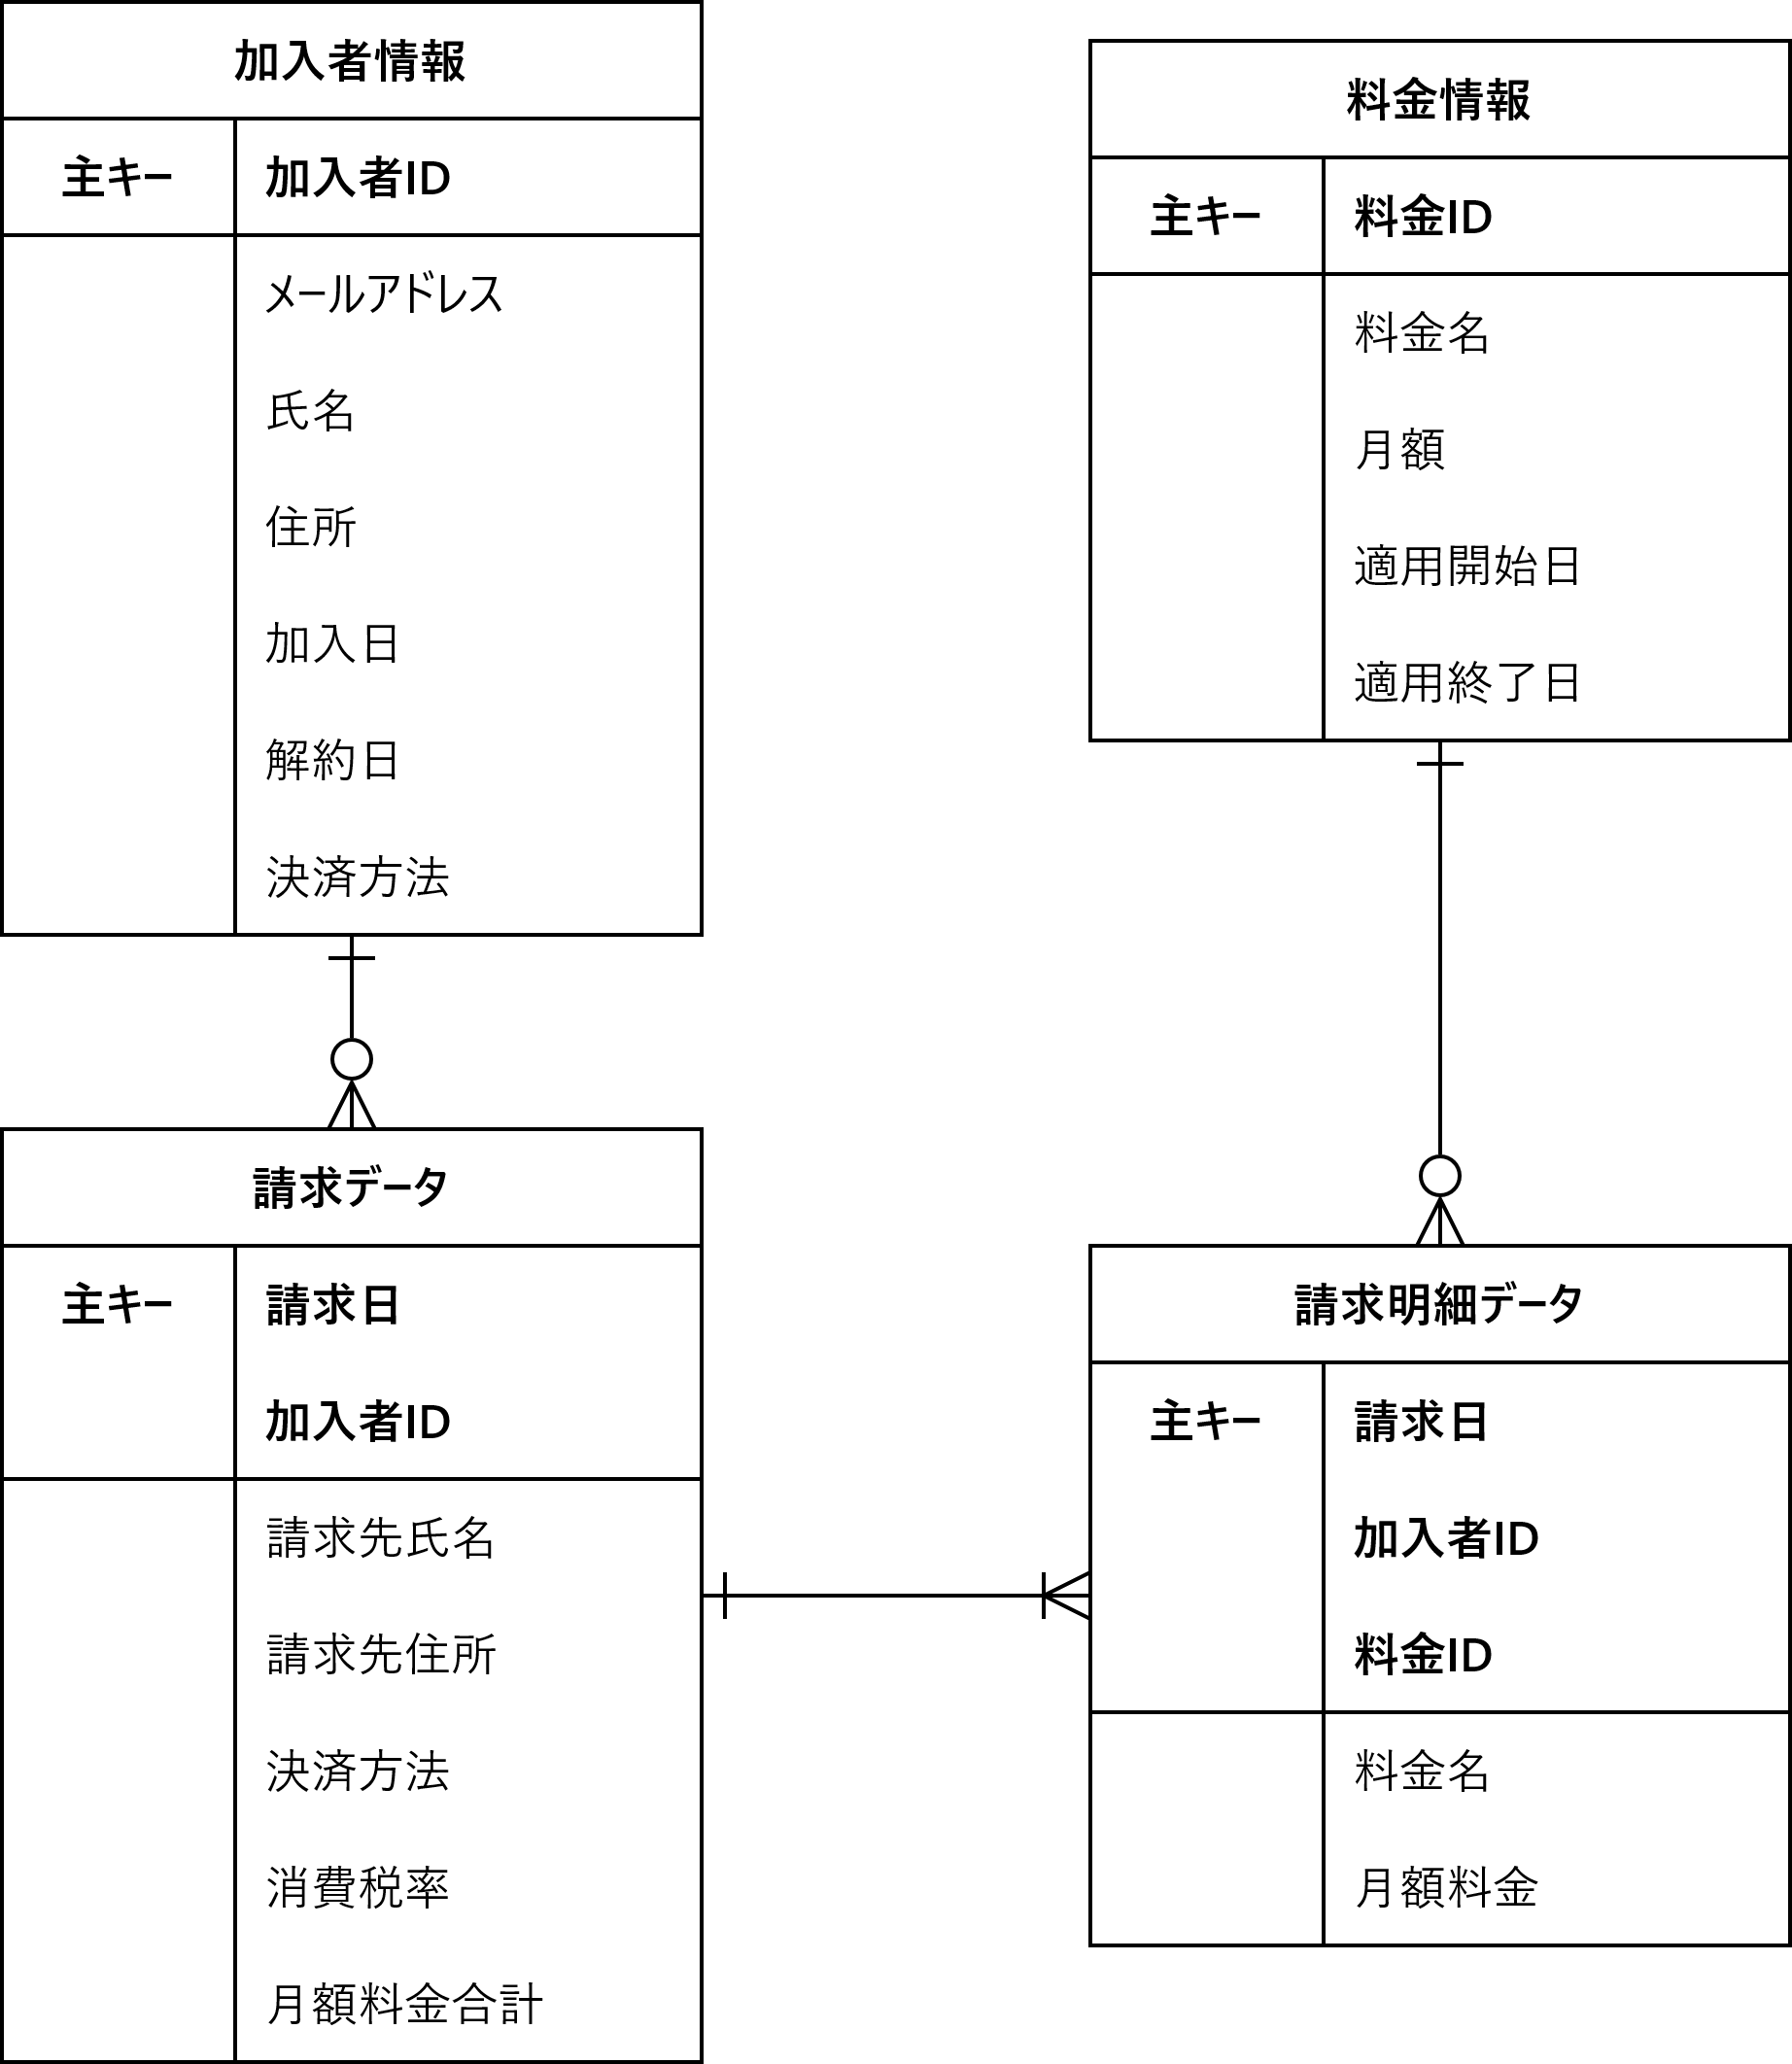 加入者情報
主キー 加入者ID
メールアドレス
氏名
住所
加入日
解約日
決済方法
料金情報
主キー 料金ID
料金名
月額
適用開始日
適用終了日
請求データ
主キー 請求日
加入者ID
請求先氏名
請求先住所
決済方法
消費税率
月額料金合計
請求明細データ
主キー 請求日
加入者ID
料金ID
料金名
月額料金